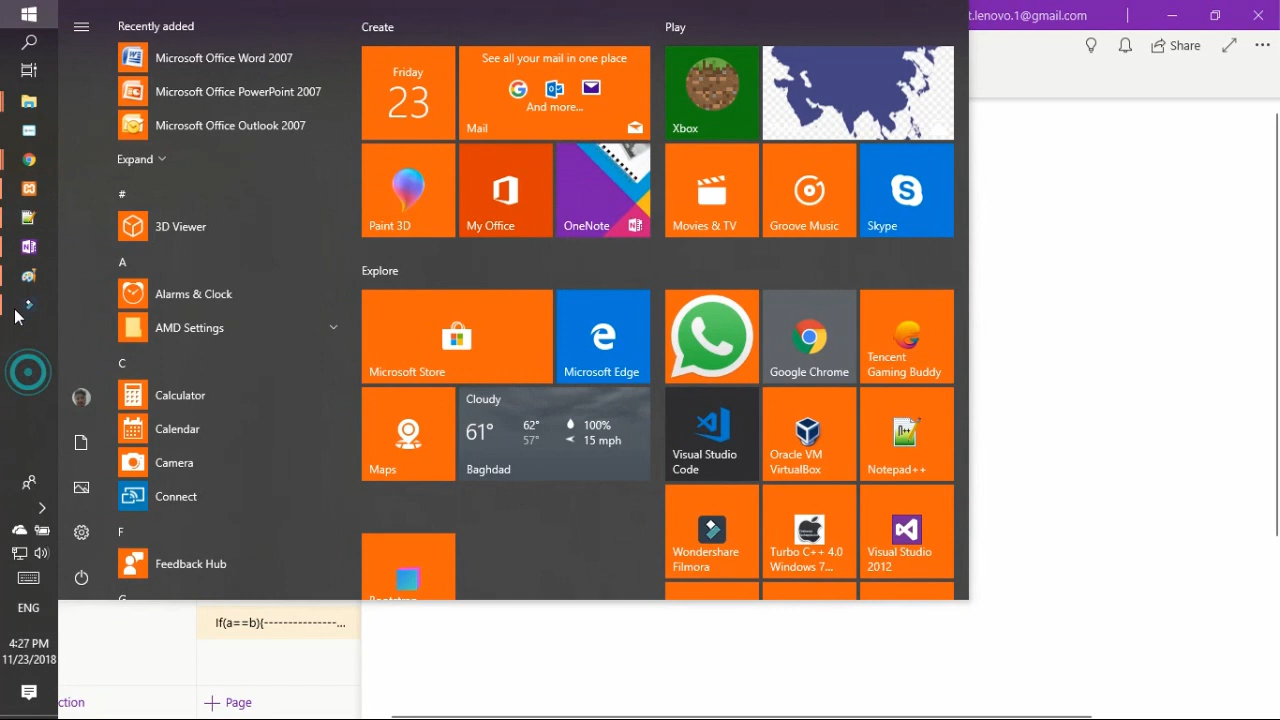 t.lenovo.1@gmail.com
Share
Recently added
Microsoft Office Word 2007
Microsoft Office PowerPoint 2007
Microsoft Office Outlook 2007
Expand
#
3D Viewer
A
Alarms & Clock
AMD Settings
C
Calculator
Calendar
Camera
Connect
F
Feedback Hub
Create
Friday
23
See all your mail in one place
And more...
Mail
Paint 3D
My Office
OneNote
Explore
Microsoft Store
Microsoft Edge
Maps
Cloudy
61°
62°
57°
100%
15 mph
Baghdad
Play
Xbox
Movies & TV
Groove Music
Skype
Google Chrome
Tencent
Gaming Buddy
Visual Studio
Code
Oracle VM
VirtualBox
Notepad++
Wondershare
Filmora
Turbo C++ 4.0
Windows 7...
Visual Studio
2012
ENG
4:27 PM
11/23/2018
If(a==b){---------------...
ction
Page